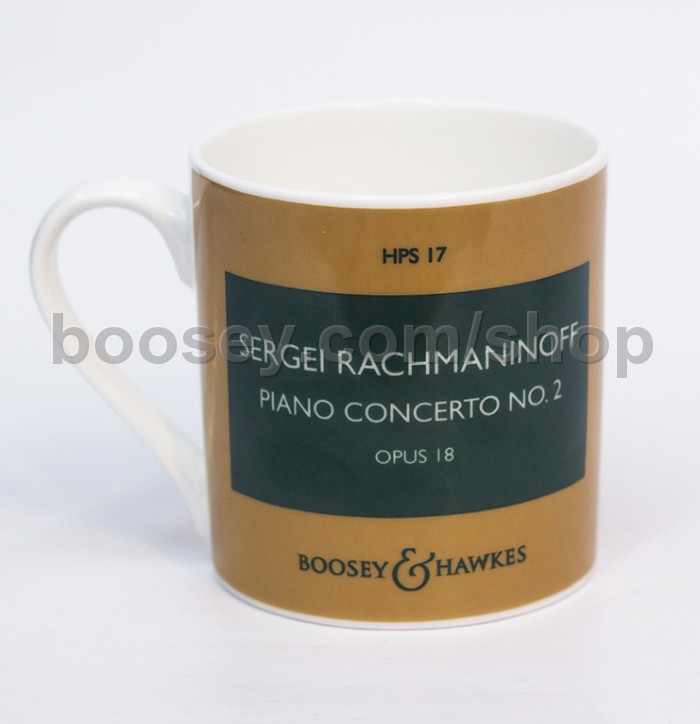 HPS 17
boosey.com/shop
SERGEI RACHMANINOFF
PIANO CONCERTO NO. 2
OPUS 18
BOOSEY & HAWKES